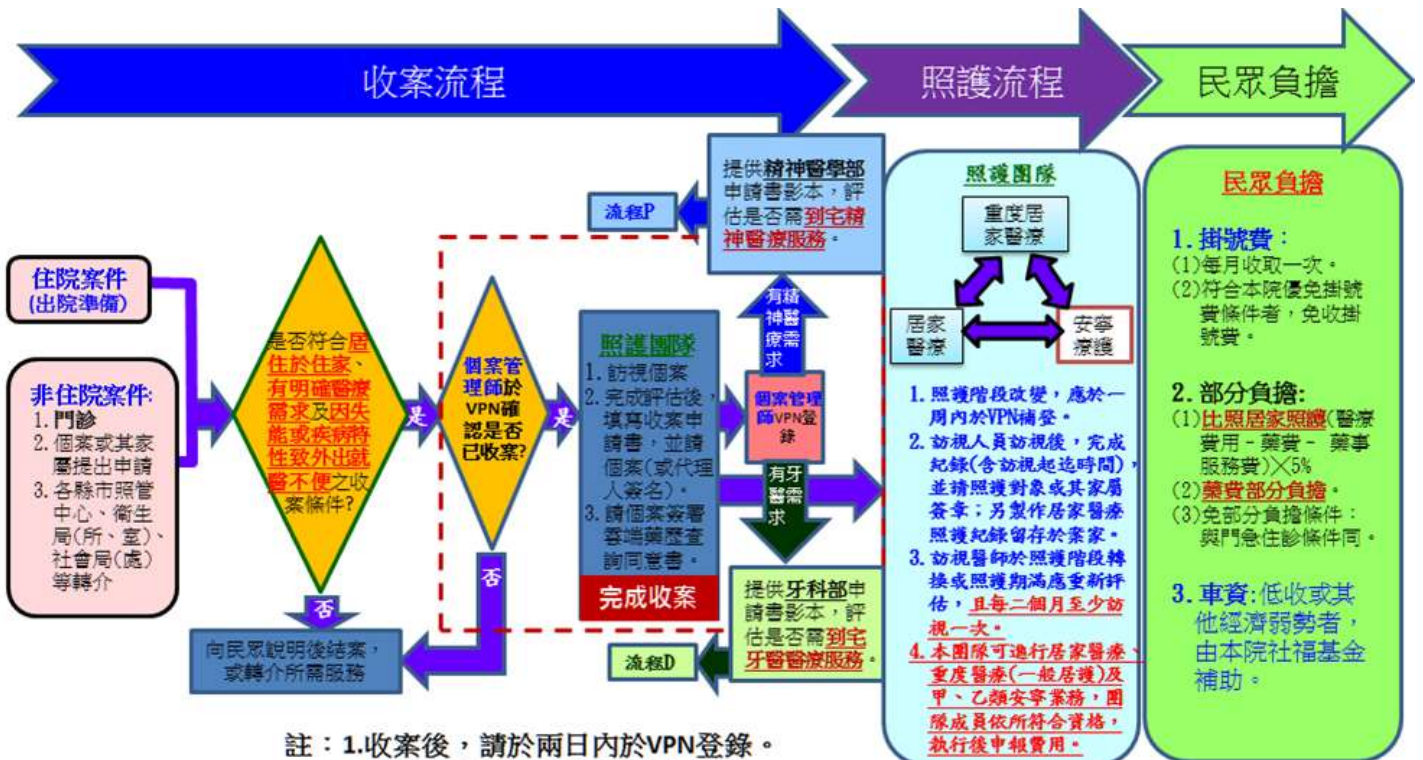 收案流程
照護流程
民眾負擔
住院案件
(出院準備)
非住院案件:
1. 門診
2. 個案或其家
屬提出申請
3. 各縣市照管
中心、衛生
局(所、室)、
社會局(處)
等轉介
是否符合居
住於住家、
有明確醫療
需求及因失
能或疾病特
性致外出就
醫不便之收
案條件?
是
否
向民眾說明後結案,
或轉介所需服務
個案管
理師於
VPN確
認是否
已收案?
是
否
照護團隊
1. 訪視個案
2. 完成評估後,
填寫收案申
請書,並請
個案(或代理
人簽名)。
3. 請個案簽署
雲端藥歷查
詢同意書。
完成收案
個案管理
師VPN登
錄
有精
神醫
療需
求
提供精神醫學部
申請書影本,評
估是否需到宅精
神醫療服務。
流程P
有牙
醫需
求
提供牙科部申
請書影本,評
估是否需到宅
牙醫醫療服務。
流程D
照護團隊
重度居
家醫療
居家
醫療
安寧
療護
1. 照護階段改變,應於一
周內於VPN補登。
2. 訪視人員訪視後,完成
紀錄(含訪視起迄時間),
並請照護對象或其家屬
簽章;另製作居家醫療
照護紀錄留存於案家。
3. 訪視醫師於照護階段轉
換或照護期滿應重新評
估,且每二個月至少訪
視一次。
4. 本團隊可進行居家醫療、
重度醫療(一般居護)及
甲、乙類安寧業務,團
隊成員依所符合資格,
執行後申報費用。
民眾負擔
1. 掛號費:
(1)每月收取一次。
(2)符合本院優免掛號
費條件者,免收掛
號費。
2. 部分負擔:
(1)比照居家照護(醫療
費用－藥費－ 藥事
服務費)╳5%
(2)藥費部分負擔。
(3)免部分負擔條件:
與門急住診條件同。
3. 車資:低收或其
他經濟弱勢者,
由本院社福基金
補助。
註:1.收案後,請於兩日內於VPN登錄。